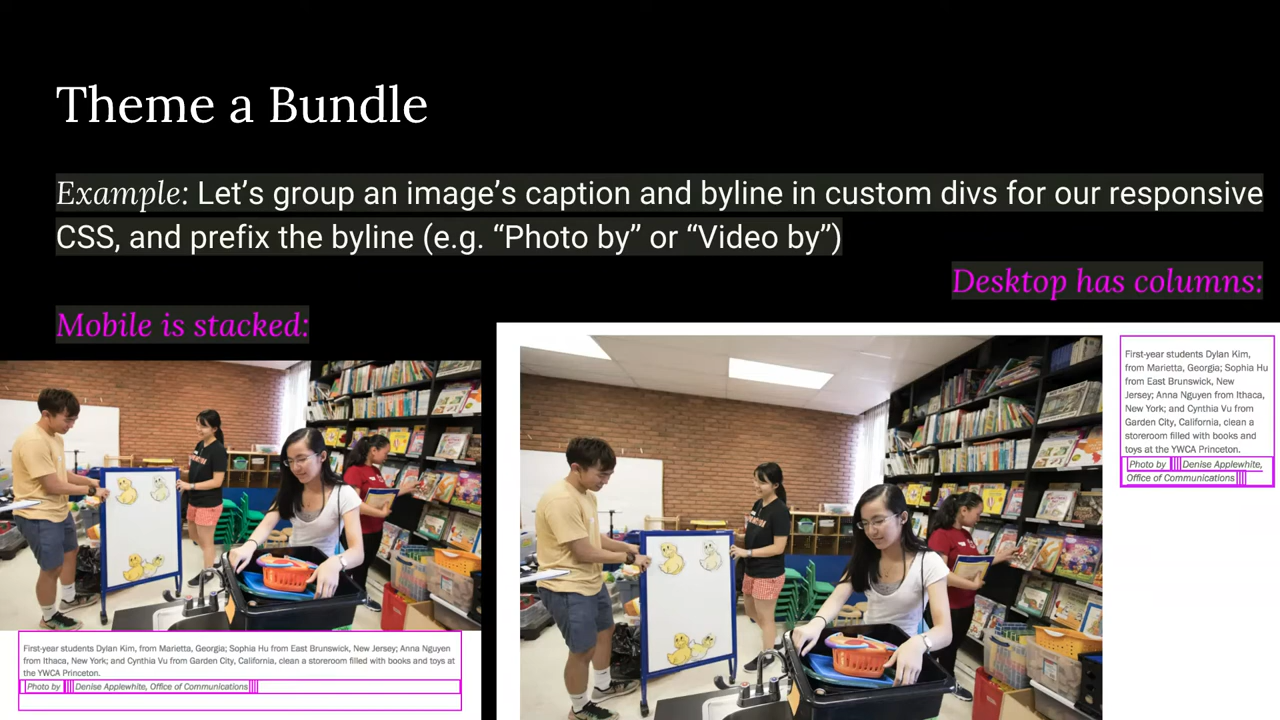 Theme a Bundle
Example: Let’s group an image’s caption and byline in custom divs for our responsive
CSS, and prefix the byline (e.g. “Photo by” or “Video by”)
Desktop has columns:
Mobile is stacked:
First-year students Dylan Kim,
from Marietta, Georgia; Sophia Hu
from East Brunswick, New
Jersey; Anna Nguyen from Ithaca,
New York; and Cynthia Vu from
Garden City, California, clean a
storeroom filled with books and
toys at the YWCA Princeton.
Photo by Denise Applewhite,
Office of Communications
First-year students Dylan Kim, from Marietta, Georgia; Sophia Hu from East Brunswick, New Jersey; Anna Nguyen
from Ithaca, New York; and Cynthia Vu from Garden City, California, clean a storeroom filled with books and toys at
the YWCA Princeton.
Photo by Denise Applewhite, Office of Communications